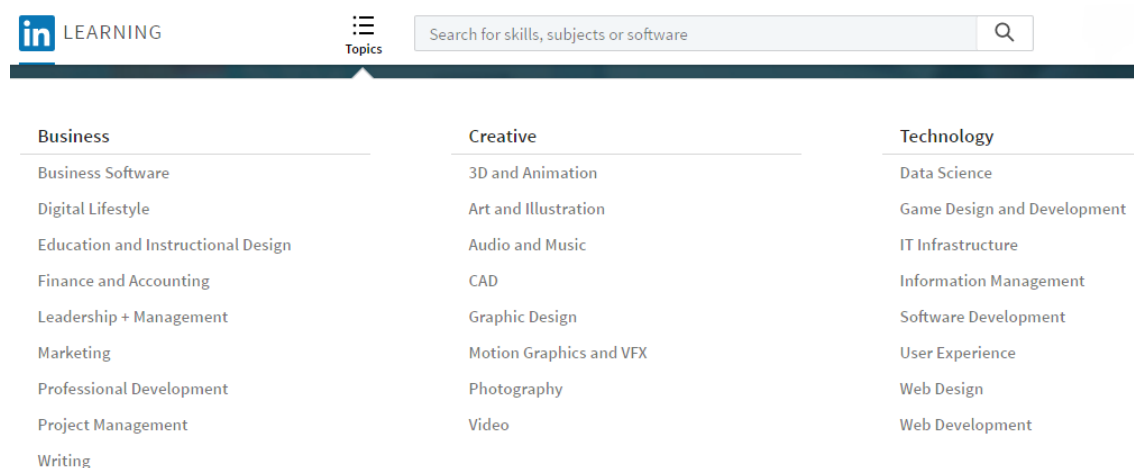 in LEARNING
Topics
Search for skills, subjects or software
Business
Business Software
Digital Lifestyle
Education and Instructional Design
Finance and Accounting
Leadership + Management
Marketing
Professional Development
Project Management
Writing
Creative
3D and Animation
Art and Illustration
Audio and Music
CAD
Graphic Design
Motion Graphics and VFX
Photography
Video
Technology
Data Science
Game Design and Development
IT Infrastructure
Information Management
Software Development
User Experience
Web Design
Web Development